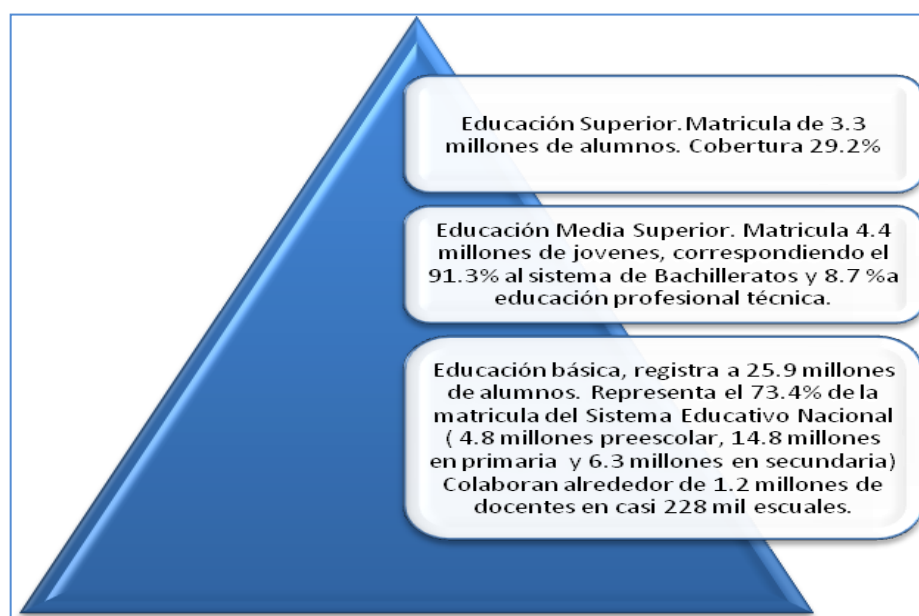 Educación Superior. Matricula de 3.3
millones de alumnos. Cobertura 29.2%
Educación Media Superior. Matricula 4.4
millones de jovenes, correspondiendo el
91.3% al sistema de Bachilleratos y 8.7 %a
educación profesional técnica.
Educación básica, registra a 25.9 millones
de alumnos. Representa el 73.4% de la
matricula del Sistema Educativo Nacional
( 4.8 millones preescolar, 14.8 millones
en primaria y 6.3 millones en secundaria)
Colaboran alrededor de 1.2 millones de
docentes en casi 228 mil escuales.